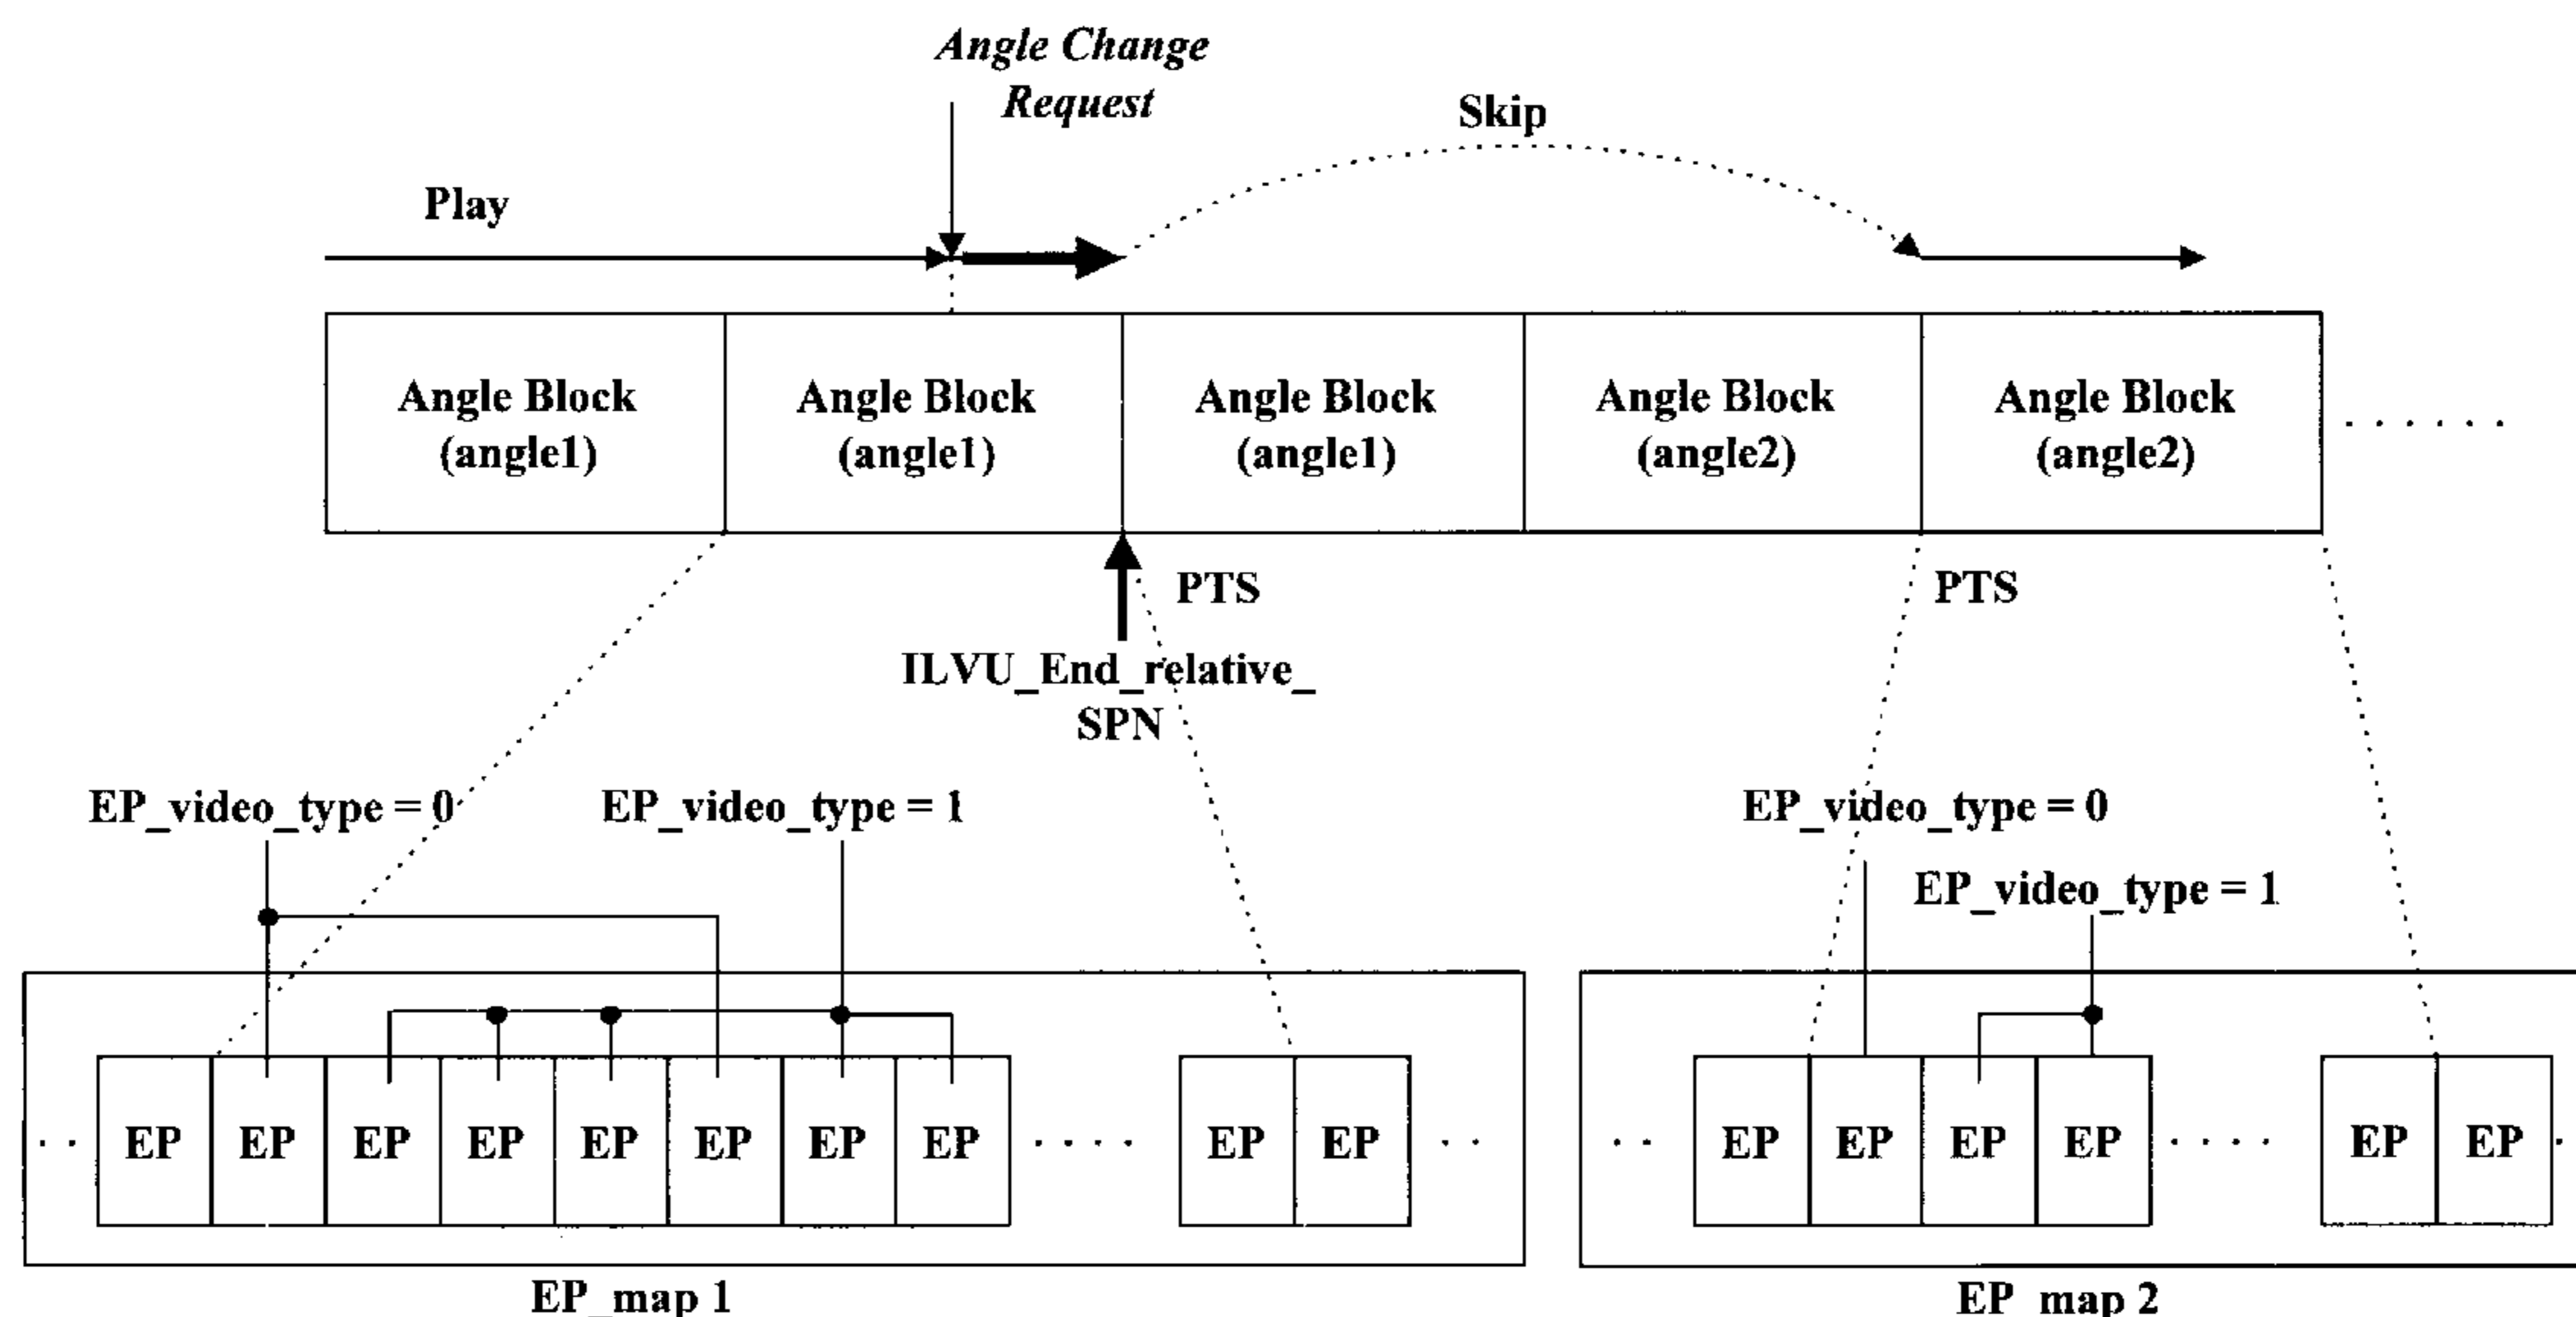 Angle Change
Request
Skip
Play
Angle Block
(angle1)
Angle Block
(angle1)
Angle Block
(angle1)
Angle Block
(angle2)
Angle Block
(angle2)
PTS
PTS
ILVU_End_relative_
SPN
EP_video_type = 0
EP_video_type = 1
EP_video_type = 0
EP_video_type = 1
EP EP EP EP EP EP EP EP EP EP
EP EP EP EP EP EP
EP_map 1
EP_map 2